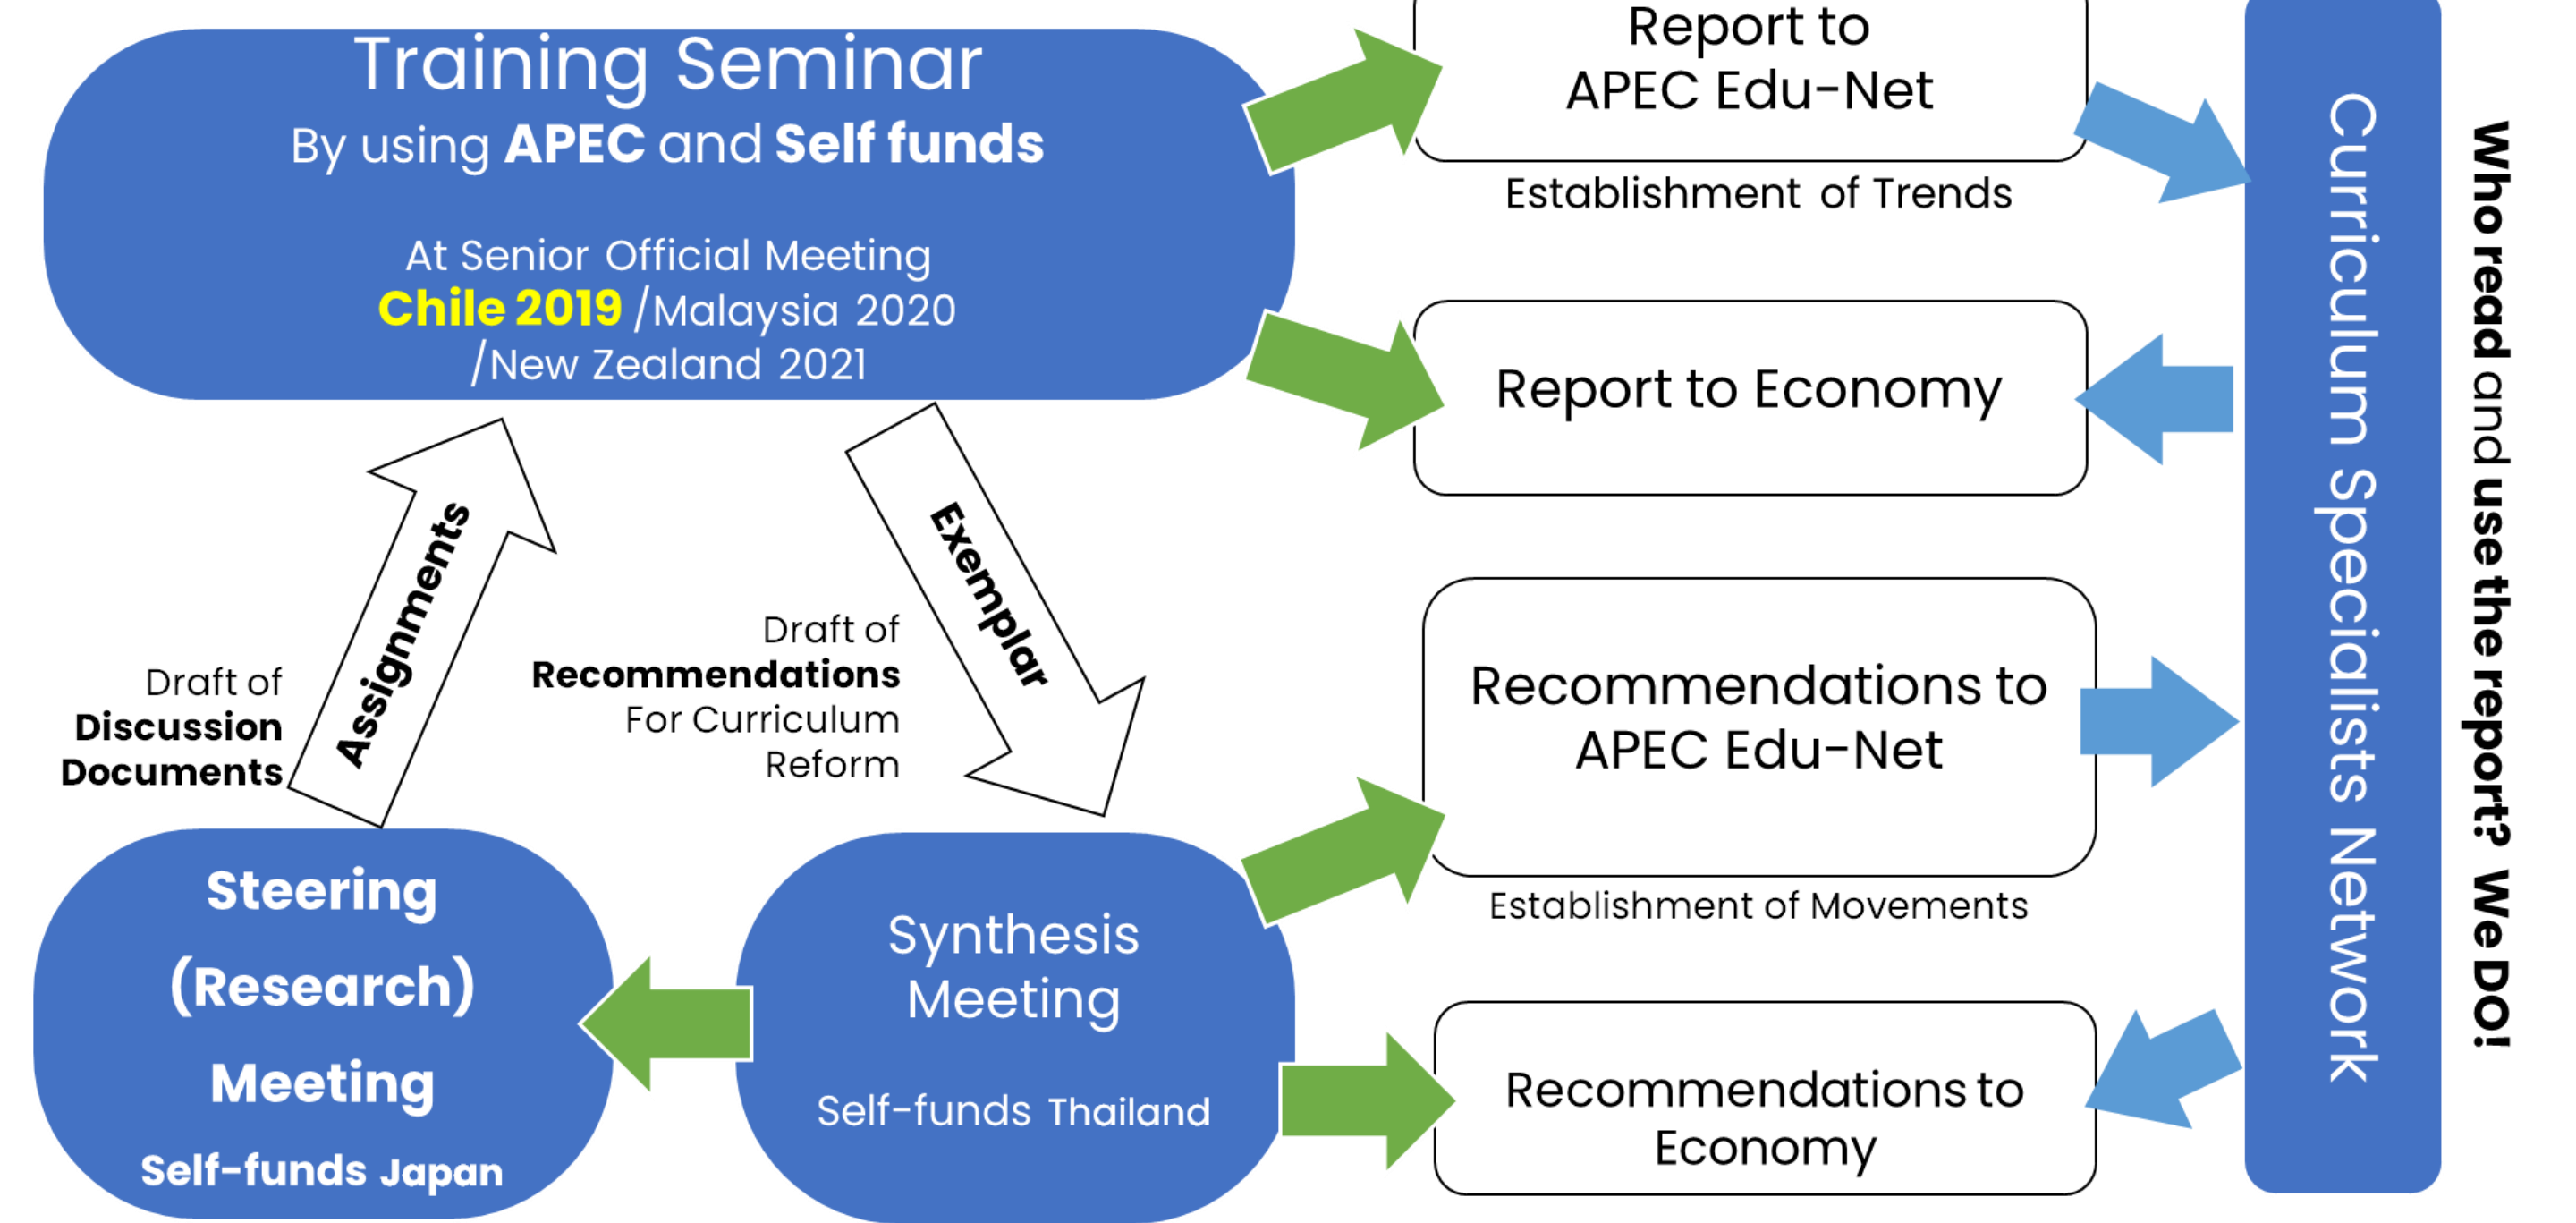 Training Seminar
By using APEC and Self funds
At Senior Official Meeting
Chile 2019 /Malaysia 2020
/New Zealand 2021
Report to
APEC Edu-Net
Establishment of Trends
Report to Economy
Assignments
Draft of
Discussion
Documents
Exemplar
Draft of
Recommendations
For Curriculum
Reform
Recommendations to
APEC Edu-Net
Establishment of Movements
Steering
(Research)
Meeting
Self-funds Japan
Synthesis
Meeting
Self-funds Thailand
Recommendations to
Economy
Curriculum Specialists Network
Who read and use the report? We DO!